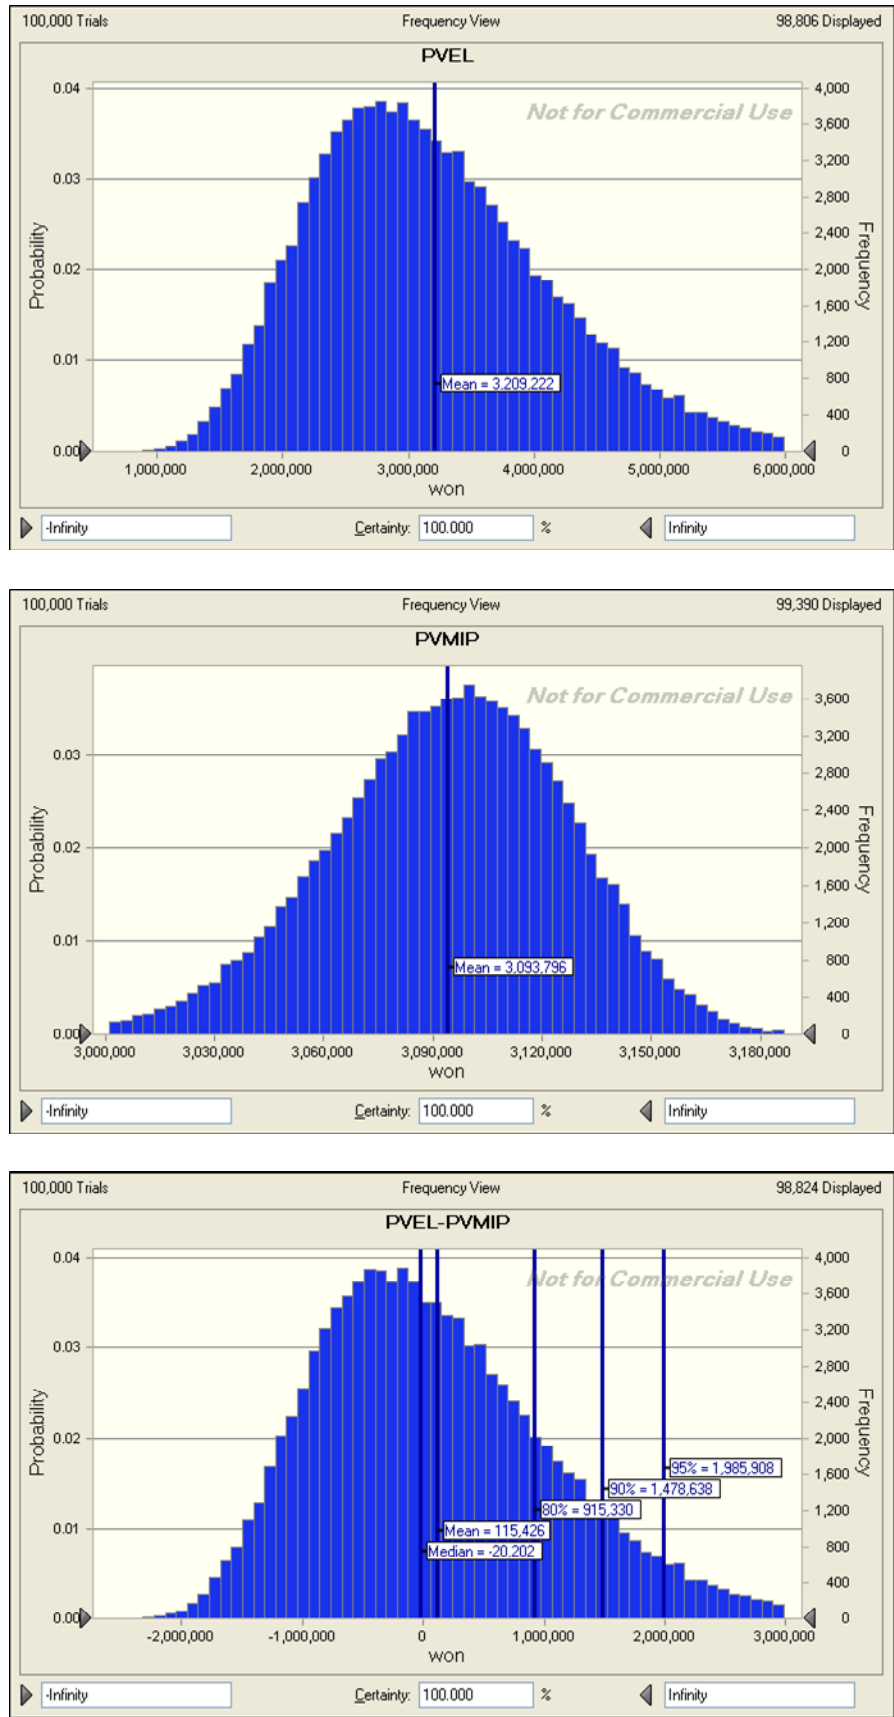 100,000 Trials Frequency View 98,806 Displayed
PVEL
Not for Commercial Use
0.04 4,000
3,600
3,200
0.03 2,800
2,400
0.02 2,000
1,600
1,200
0.01 800
400
0.00 0
Probability
Frequency
Mean = 3,209,222
1,000,000 2,000,000 3,000,000 4,000,000 5,000,000 6,000,000
won
-Infinity Certainty: 100.000 % Infinity
100,000 Trials Frequency View 99,390 Displayed
PVMIP
Not for Commercial Use
3,600
3,200
0.03 2,800
2,400
0.02 2,000
1,600
1,200
0.01 800
400
0.00 0
Probability
Frequency
Mean = 3,093,796
3,000,000 3,030,000 3,060,000 3,090,000 3,120,000 3,150,000 3,180,000
won
-Infinity Certainty: 100.000 % Infinity
100,000 Trials Frequency View 98,824 Displayed
PVEL-PVMIP
Not for Commercial Use
0.04 4,000
3,600
3,200
0.03 2,800
2,400
0.02 2,000
1,600
1,200
0.01 800
400
0.00 0
Probability
Frequency
95% = 1,985,908
90% = 1,478,638
80% = 915,330
Mean = 115,426
Median = -20,202
-2,000,000 -1,000,000 0 1,000,000 2,000,000 3,000,000
won
-Infinity Certainty: 100.000 % Infinity